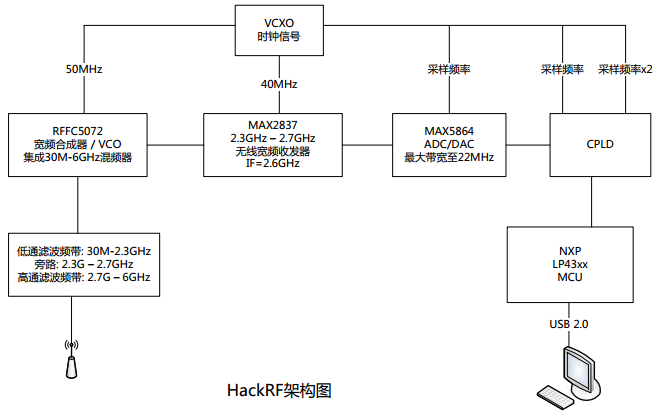 VCXO
时钟信号
50MHz
40MHz
采样频率
采样频率
采样频率x2
RFFC5072
宽频合成器 / VCO
集成30M-6GHz混频器
MAX2837
2.3GHz – 2.7GHz
无线宽频收发器
IF=2.6GHz
MAX5864
ADC/DAC
最大带宽至22MHz
CPLD
低通滤波频带: 30M-2.3GHz
旁路: 2.3G – 2.7GHz
高通滤波频带: 2.7G – 6GHz
NXP
LP43xx
MCU
USB 2.0
HackRF架构图